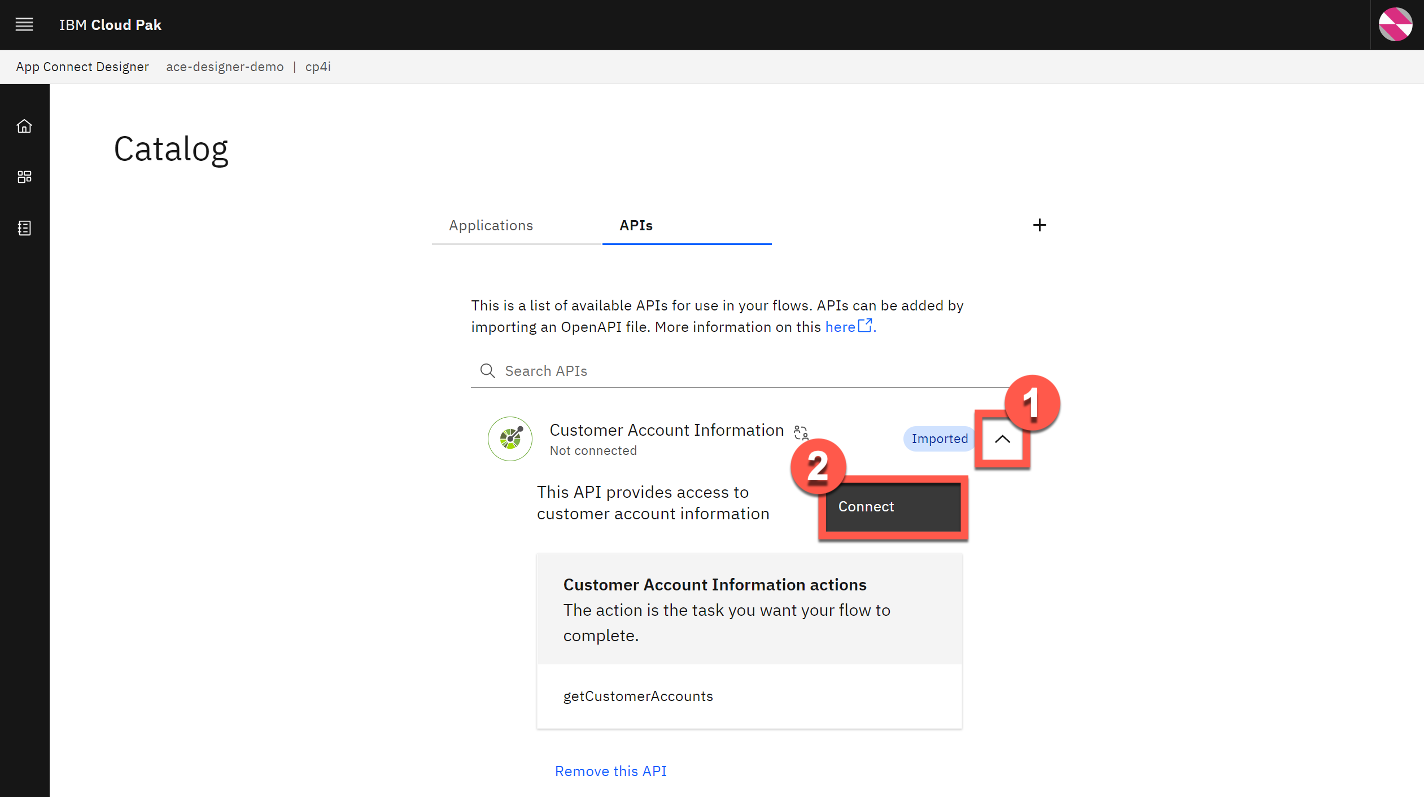 IBM Cloud Pak
App Connect Designer ace-designer-demo | cp4i
Catalog
Applications APIs +
This is a list of available APIs for use in your flows. APIs can be added by
importing an OpenAPI file. More information on this here.
Search APIs
1
Customer Account Information Imported
Not connected
2
This API provides access to
customer account information
Connect
Customer Account Information actions
The action is the task you want your flow to
complete.
getCustomerAccounts
Remove this API